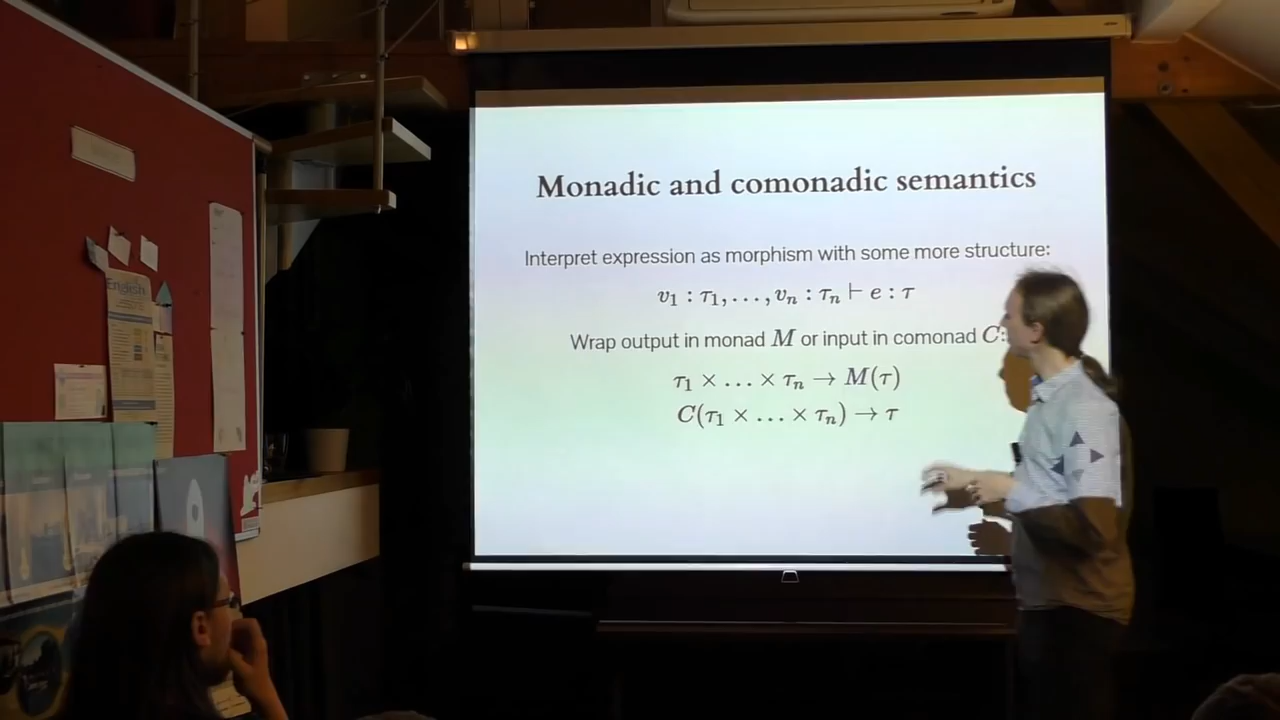 English
Monadic and comonadic semantics
Interpret expression as morphism with some more structure:
v₁ : τ₁, . . . , vₙ : τₙ ⊢ e : τ
Wrap output in monad M or input in comonad C:
τ₁ × . . . × τₙ → M(τ)
C(τ₁ × . . . × τₙ) → τ